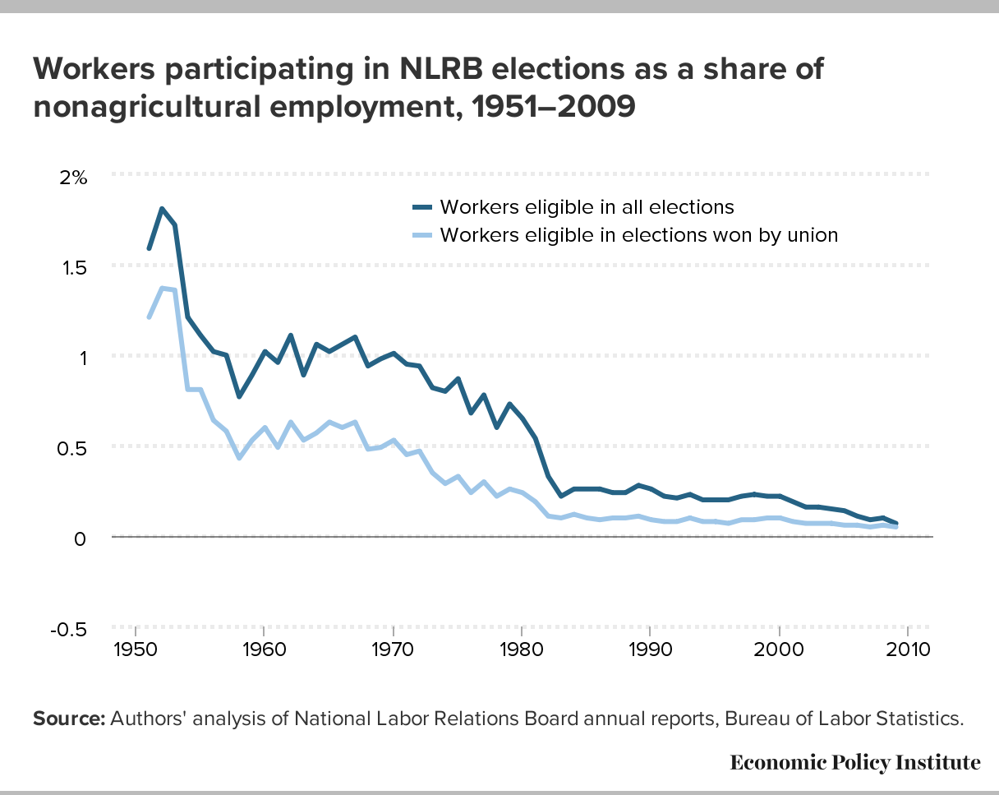 Workers participating in NLRB elections as a share of
nonagricultural employment, 1951–2009
2%
Workers eligible in all elections
Workers eligible in elections won by union
1.5
1
0.5
0
-0.5
1950 1960 1970 1980 1990 2000 2010
Source: Authors' analysis of National Labor Relations Board annual reports, Bureau of Labor Statistics.
Economic Policy Institute